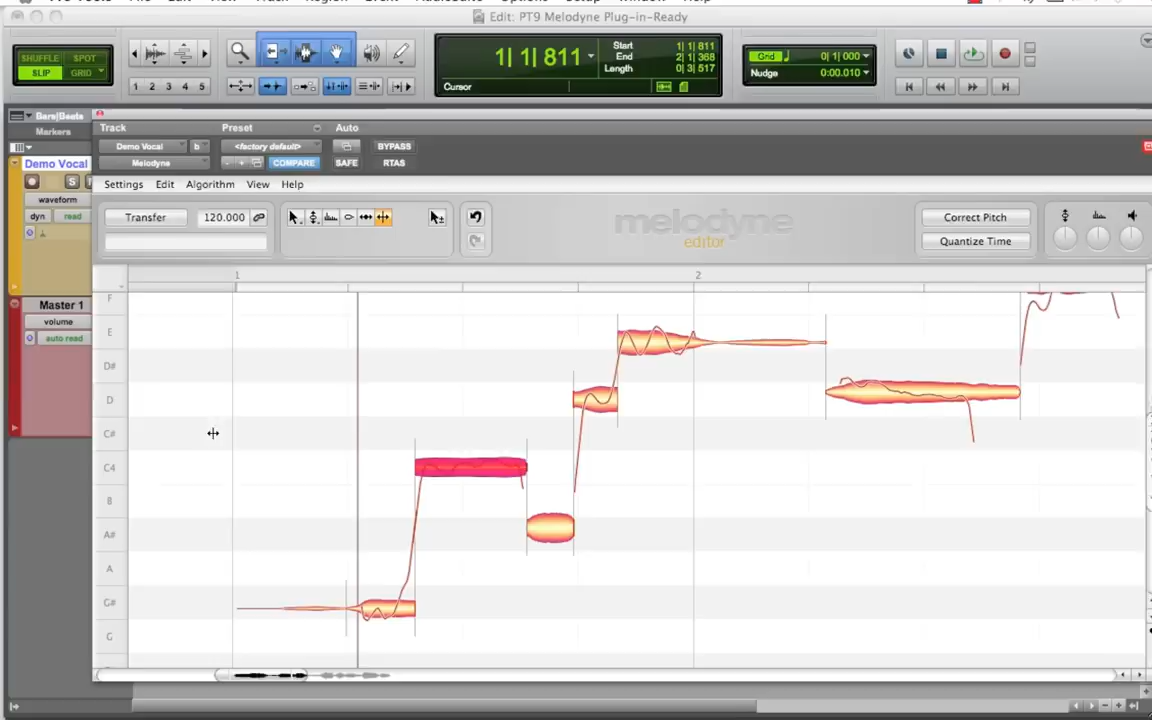 Edit: PT9 Melodyne Plug-in-Ready
SHUFFLE SPOT
SLIP GRID
1 2 3 4 5
1| 1| 811
Start 1| 1| 811
End 2| 1| 368
Length 0| 3| 517
Cursor
Grid 0| 1| 000
Nudge 0:00.010
Bars|Beats
Markers
Track Preset Auto
Demo Vocal b <factory default> BYPASS
Melodyne - + COMPARE SAFE RTAS
Demo Vocal
S
waveform
dyn read
Master 1
volume
auto read
Settings Edit Algorithm View Help
Transfer 120.000
melodyne
editor
Correct Pitch
Quantize Time
1 2
F
E
D#
D
C#
C4
B
A#
A
G#
G